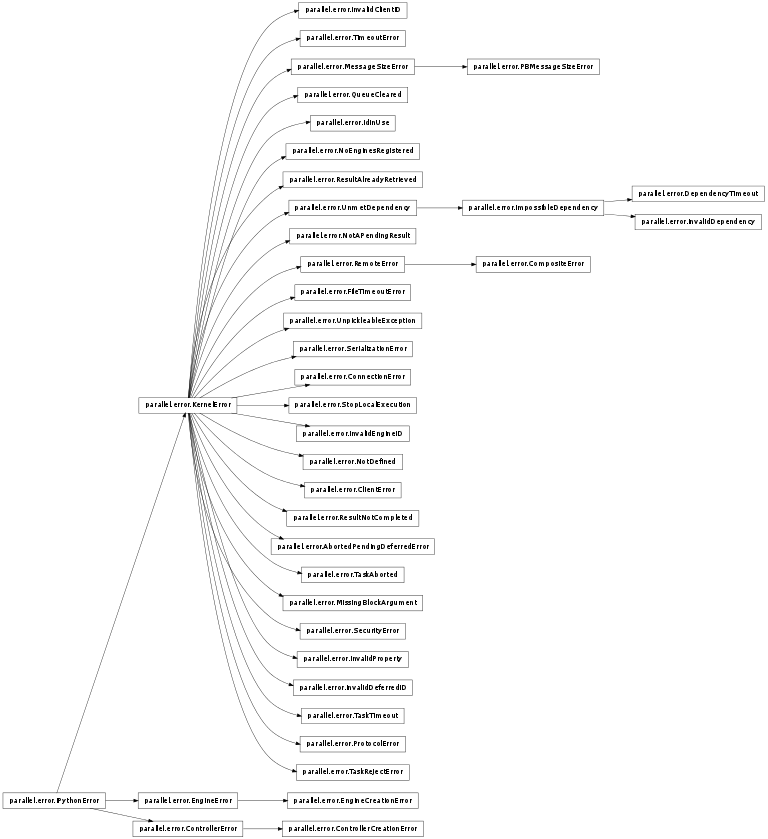 parallel.error.InvalidClientID
parallel.error.TimeoutError
parallel.error.MessageSizeError
parallel.error.PBMessageSizeError
parallel.error.QueueCleared
parallel.error.IdInUse
parallel.error.NoEnginesRegistered
parallel.error.ResultAlreadyRetrieved
parallel.error.DependencyTimeout
parallel.error.UnmetDependency
parallel.error.ImpossibleDependency
parallel.error.InvalidDependency
parallel.error.NotAPendingResult
parallel.error.RemoteError
parallel.error.CompositeError
parallel.error.FileTimeoutError
parallel.error.UnpickleableException
parallel.error.SerializationError
parallel.error.ConnectionError
parallel.error.KernelError
parallel.error.StopLocalExecution
parallel.error.InvalidEngineID
parallel.error.NotDefined
parallel.error.ClientError
parallel.error.ResultNotCompleted
parallel.error.AbortedPendingDeferredError
parallel.error.TaskAborted
parallel.error.MissingBlockArgument
parallel.error.SecurityError
parallel.error.InvalidProperty
parallel.error.InvalidDeferredID
parallel.error.TaskTimeout
parallel.error.ProtocolError
parallel.error.TaskRejectError
parallel.error.IPythonError
parallel.error.EngineError
parallel.error.EngineCreationError
parallel.error.ControllerError
parallel.error.ControllerCreationError